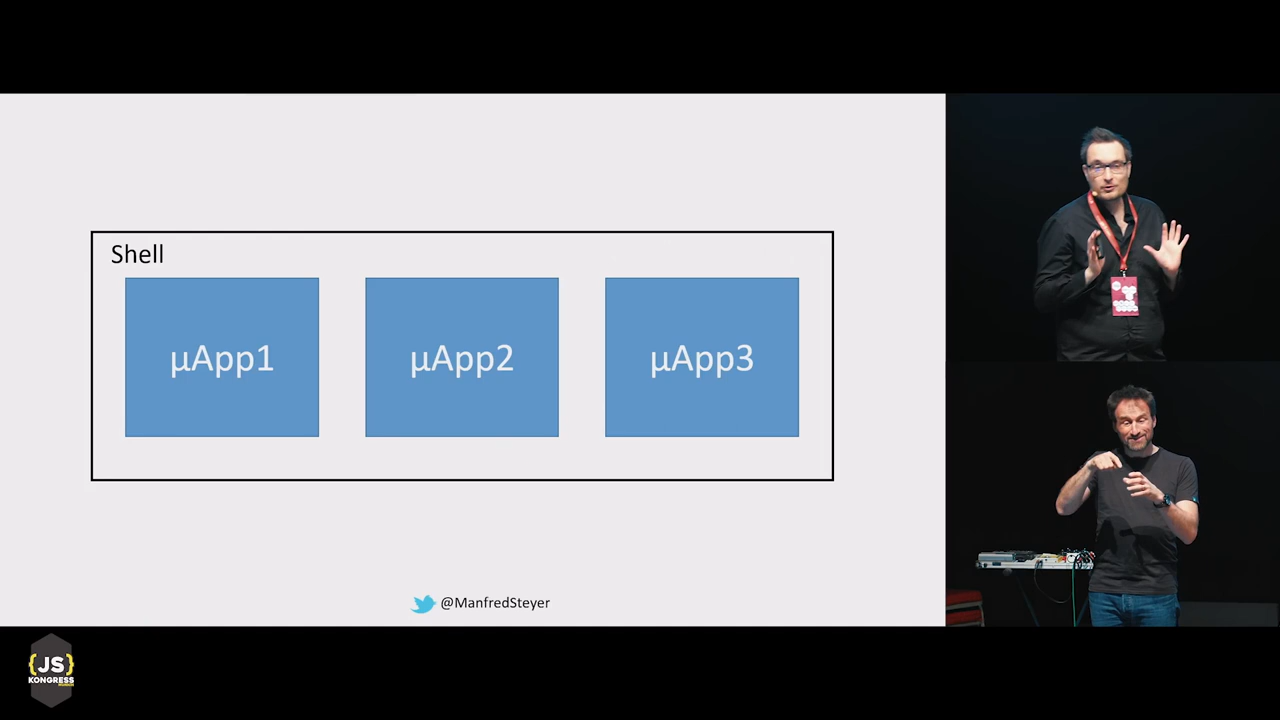 Shell
µApp1
µApp2
µApp3
@ManfredSteyer
{JS}
KONGRESS